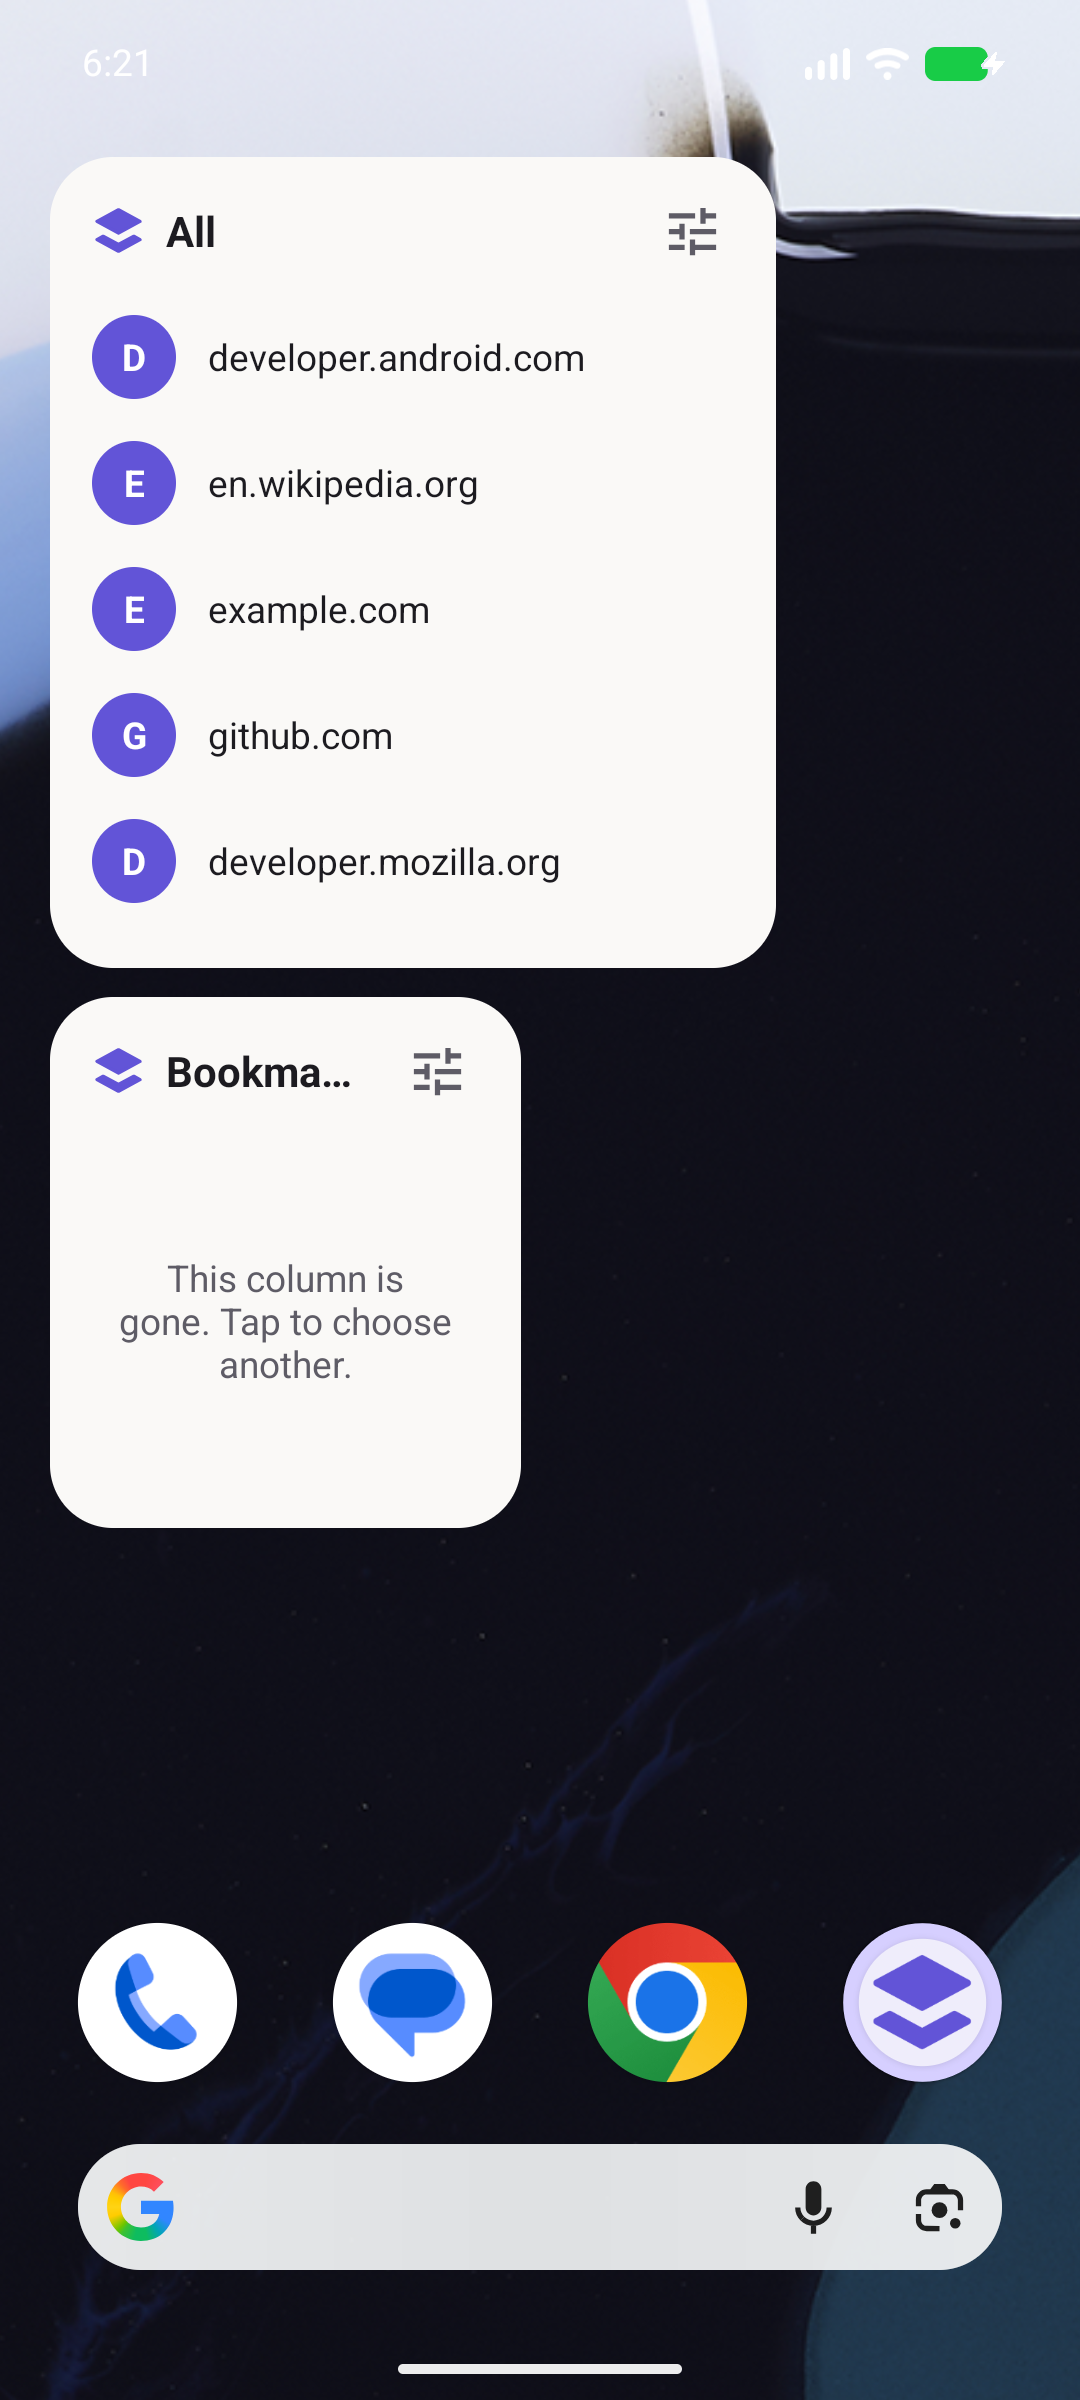 6:21
All
D developer.android.com
E en.wikipedia.org
E example.com
G github.com
D developer.mozilla.org
Bookma...
This column is
gone. Tap to choose
another.